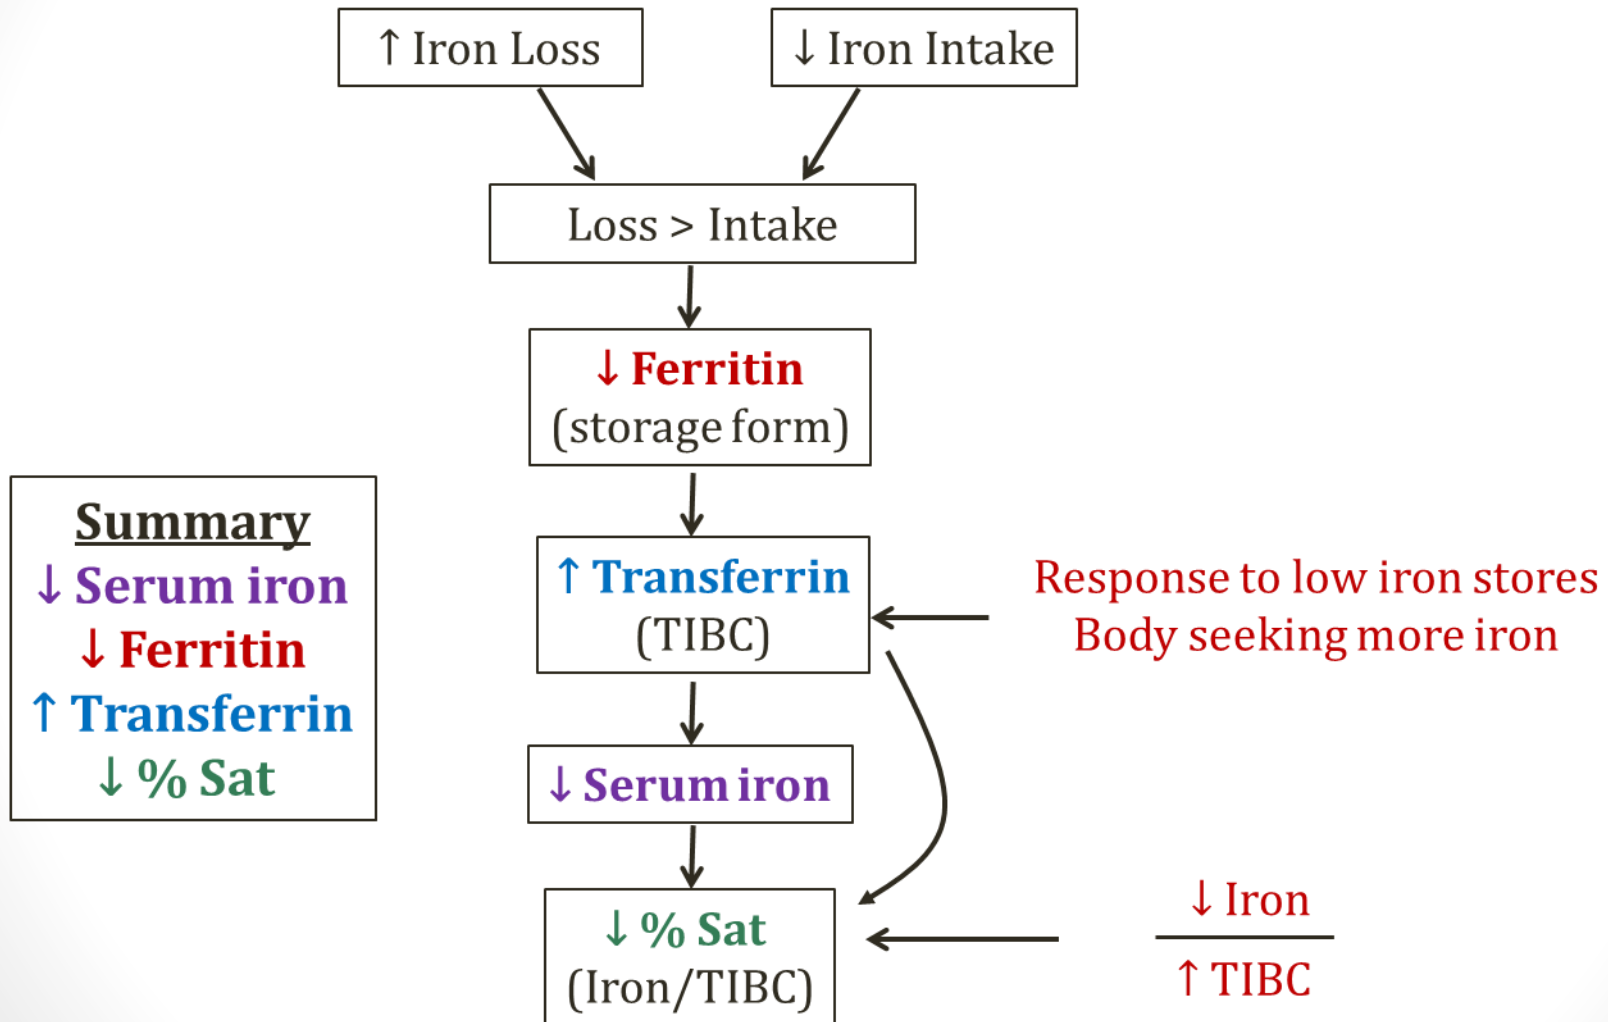 ↑ Iron Loss
↓ Iron Intake
Loss > Intake
↓ Ferritin
(storage form)
Summary
↓ Serum iron
↓ Ferritin
↑ Transferrin
↓ % Sat
↑ Transferrin
(TIBC)
Response to low iron stores
Body seeking more iron
↓ Serum iron
↓ % Sat
(Iron/TIBC)
↓ Iron
↑ TIBC